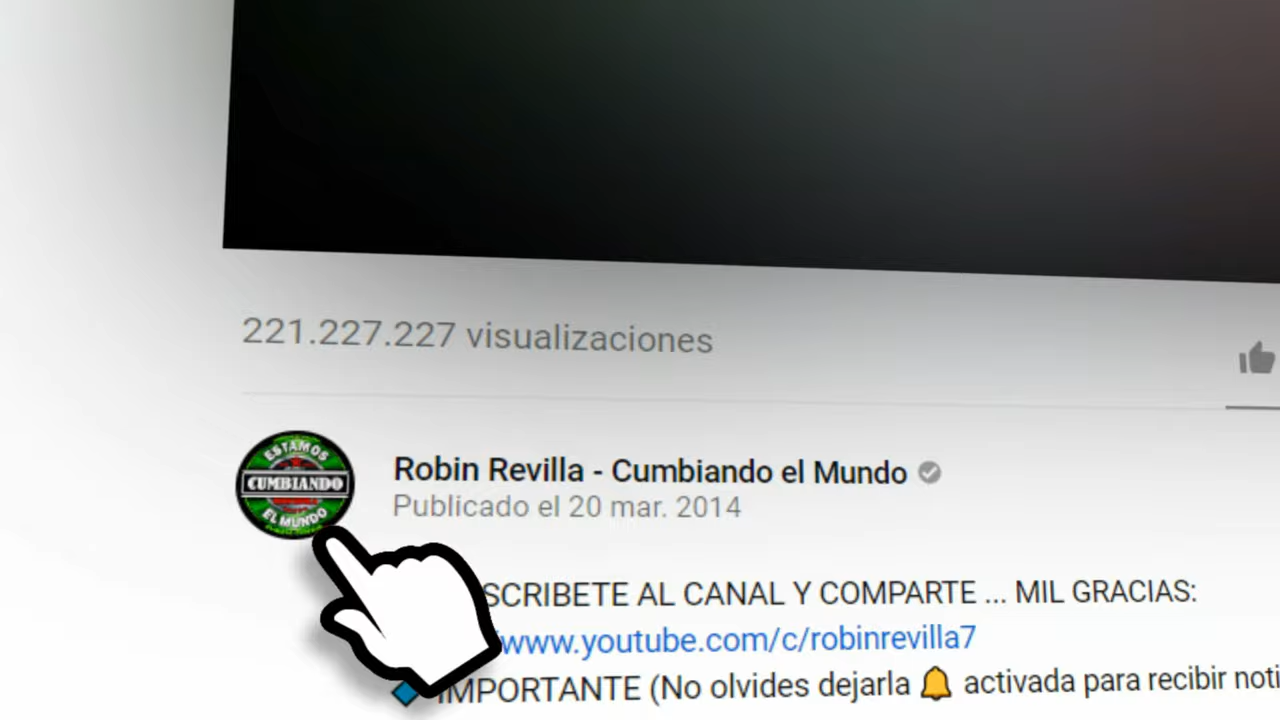 221.227.227 visualizaciones
ESTAMOS
CUMBIANDO
EL MUNDO
Robin Revilla - Cumbiando el Mundo
Publicado el 20 mar. 2014
SCRIBETE AL CANAL Y COMPARTE ... MIL GRACIAS:
/www.youtube.com/c/robinrevilla7
IMPORTANTE (No olvides dejarla 🔔 activada para recibir noti